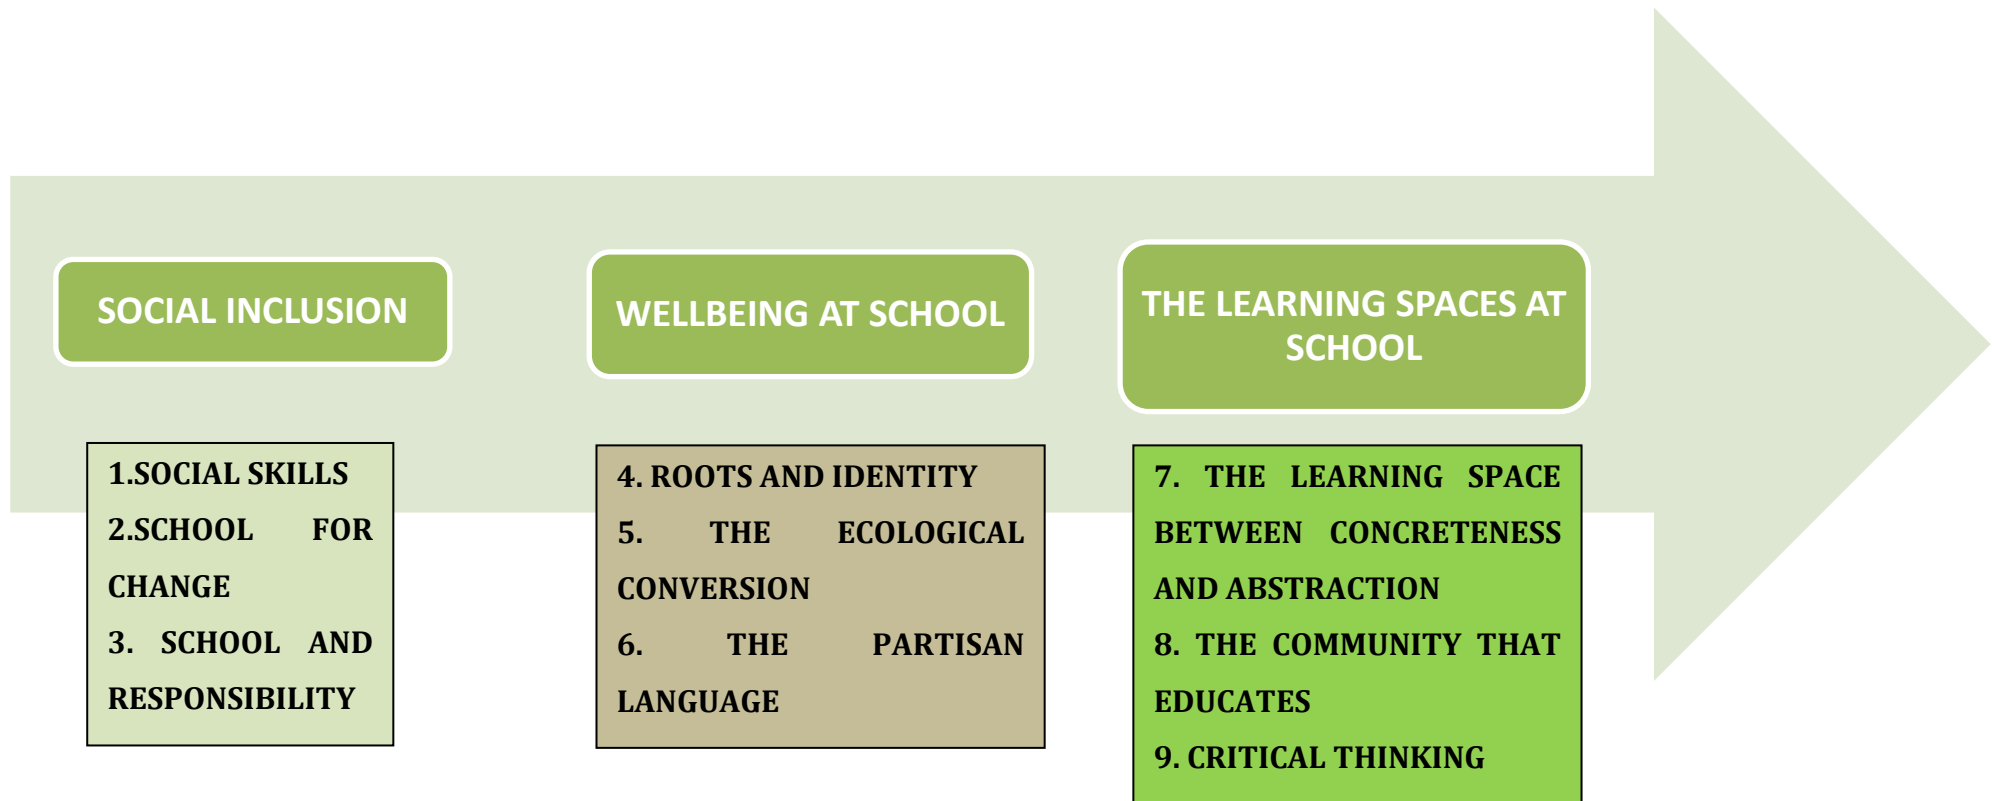 SOCIAL INCLUSION
WELLBEING AT SCHOOL
THE LEARNING SPACES AT
SCHOOL
1.SOCIAL SKILLS
2.SCHOOL FOR
CHANGE
3. SCHOOL AND
RESPONSIBILITY
4. ROOTS AND IDENTITY
5. THE ECOLOGICAL
CONVERSION
6. THE PARTISAN
LANGUAGE
7. THE LEARNING SPACE
BETWEEN CONCRETENESS
AND ABSTRACTION
8. THE COMMUNITY THAT
EDUCATES
9. CRITICAL THINKING